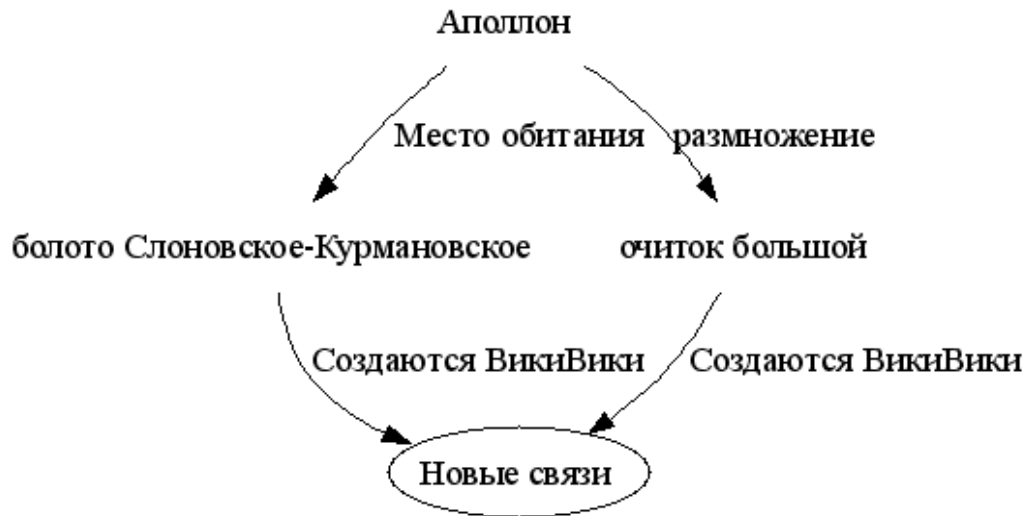 Аполлон
Место обитания размножение
болото Слоновское-Курмановское очиток большой
Создаются ВикиВики Создаются ВикиВики
Новые связи